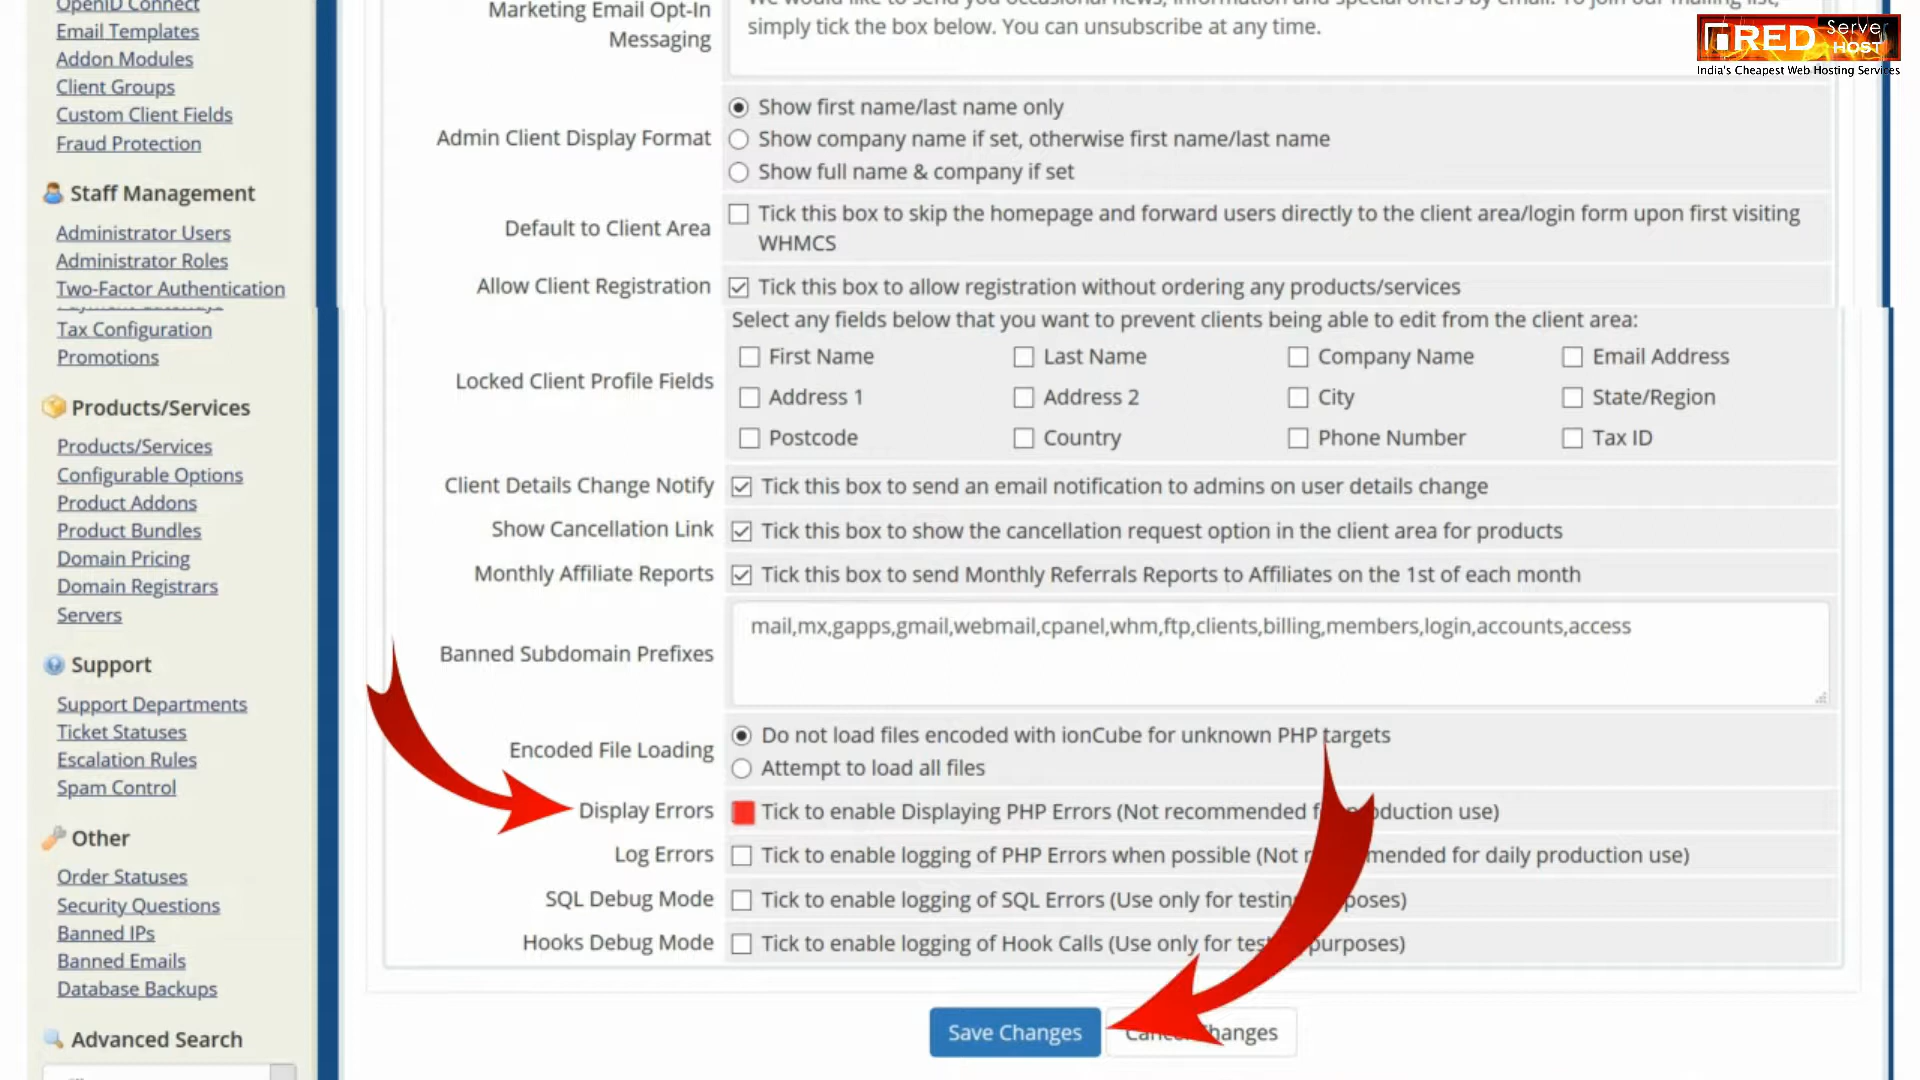 OpenID Connect
Email Templates
Addon Modules
Client Groups
Custom Client Fields
Fraud Protection
Staff Management
Administrator Users
Administrator Roles
Two-Factor Authentication
Tax Configuration
Promotions
Products/Services
Products/Services
Configurable Options
Product Addons
Product Bundles
Domain Pricing
Domain Registrars
Servers
Support
Support Departments
Ticket Statuses
Escalation Rules
Spam Control
Other
Order Statuses
Security Questions
Banned IPs
Banned Emails
Database Backups
Advanced Search
Marketing Email Opt-In
Messaging
We would like to send you occasional news, information and special offers by email. To join our mailing list,
simply tick the box below. You can unsubscribe at any time.
Admin Client Display Format
Show first name/last name only
Show company name if set, otherwise first name/last name
Show full name & company if set
Default to Client Area
Tick this box to skip the homepage and forward users directly to the client area/login form upon first visiting
WHMCS
Allow Client Registration
Tick this box to allow registration without ordering any products/services
Locked Client Profile Fields
Select any fields below that you want to prevent clients being able to edit from the client area:
First Name Last Name Company Name Email Address
Address 1 Address 2 City State/Region
Postcode Country Phone Number Tax ID
Client Details Change Notify
Tick this box to send an email notification to admins on user details change
Show Cancellation Link
Tick this box to show the cancellation request option in the client area for products
Monthly Affiliate Reports
Tick this box to send Monthly Referrals Reports to Affiliates on the 1st of each month
Banned Subdomain Prefixes
mail,mx,gapps,gmail,webmail,cpanel,whm,ftp,clients,billing,members,login,accounts,access
Encoded File Loading
Do not load files encoded with ionCube for unknown PHP targets
Attempt to load all files
Display Errors
Tick to enable Displaying PHP Errors (Not recommended for production use)
Log Errors
Tick to enable logging of PHP Errors when possible (Not recommended for daily production use)
SQL Debug Mode
Tick to enable logging of SQL Errors (Use only for testing purposes)
Hooks Debug Mode
Tick to enable logging of Hook Calls (Use only for testing purposes)
Save Changes
Cancel Changes
RED Server
HOST
India's Cheapest Web Hosting Services